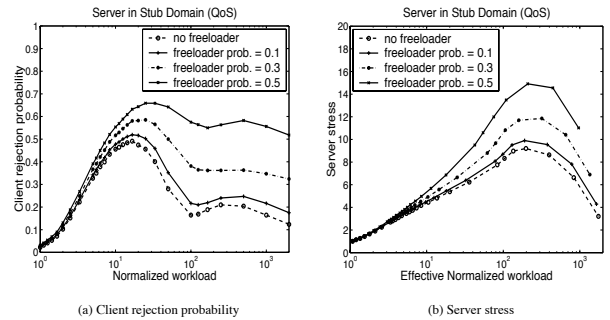 Server in Stub Domain (QoS)
1
0.9
0.8
0.7
0.6
0.5
0.4
0.3
0.2
0.1
0
Client rejection probability
no freeloader
freeloader prob. = 0.1
freeloader prob. = 0.3
freeloader prob. = 0.5
10^0
10^1
10^2
10^3
Normalized workload
(a) Client rejection probability
Server in Stub Domain (QoS)
20
18
16
14
12
10
8
6
4
2
0
Server stress
no freeloader
freeloader prob. = 0.1
freeloader prob. = 0.3
freeloader prob. = 0.5
10^0
10^1
10^2
10^3
Effective Normalized workload
(b) Server stress